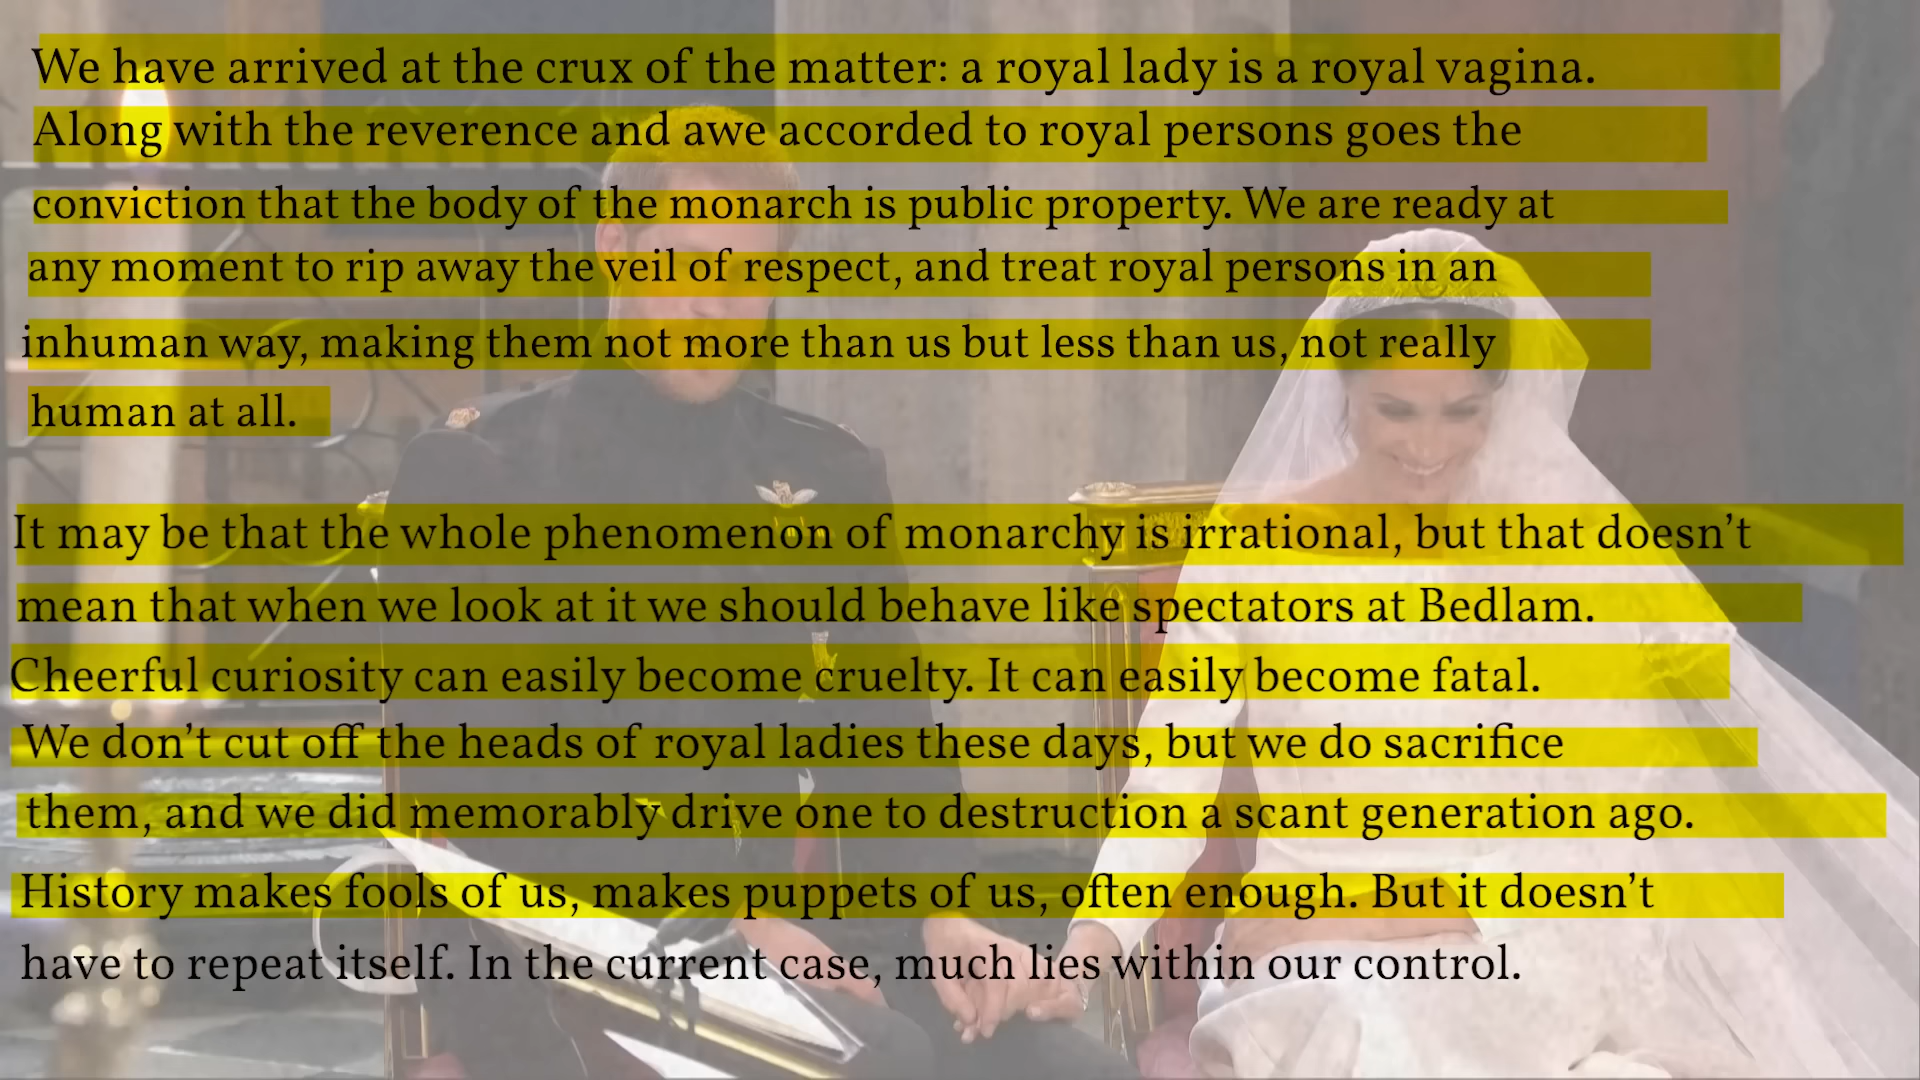 We have arrived at the crux of the matter: a royal lady is a royal vagina.
Along with the reverence and awe accorded to royal persons goes the
conviction that the body of the monarch is public property. We are ready at
any moment to rip away the veil of respect, and treat royal persons in an
inhuman way, making them not more than us but less than us, not really
human at all.
It may be that the whole phenomenon of monarchy is irrational, but that doesn’t
mean that when we look at it we should behave like spectators at Bedlam.
Cheerful curiosity can easily become cruelty. It can easily become fatal.
We don’t cut off the heads of royal ladies these days, but we do sacrifice
them, and we did memorably drive one to destruction a scant generation ago.
History makes fools of us, makes puppets of us, often enough. But it doesn’t
have to repeat itself. In the current case, much lies within our control.